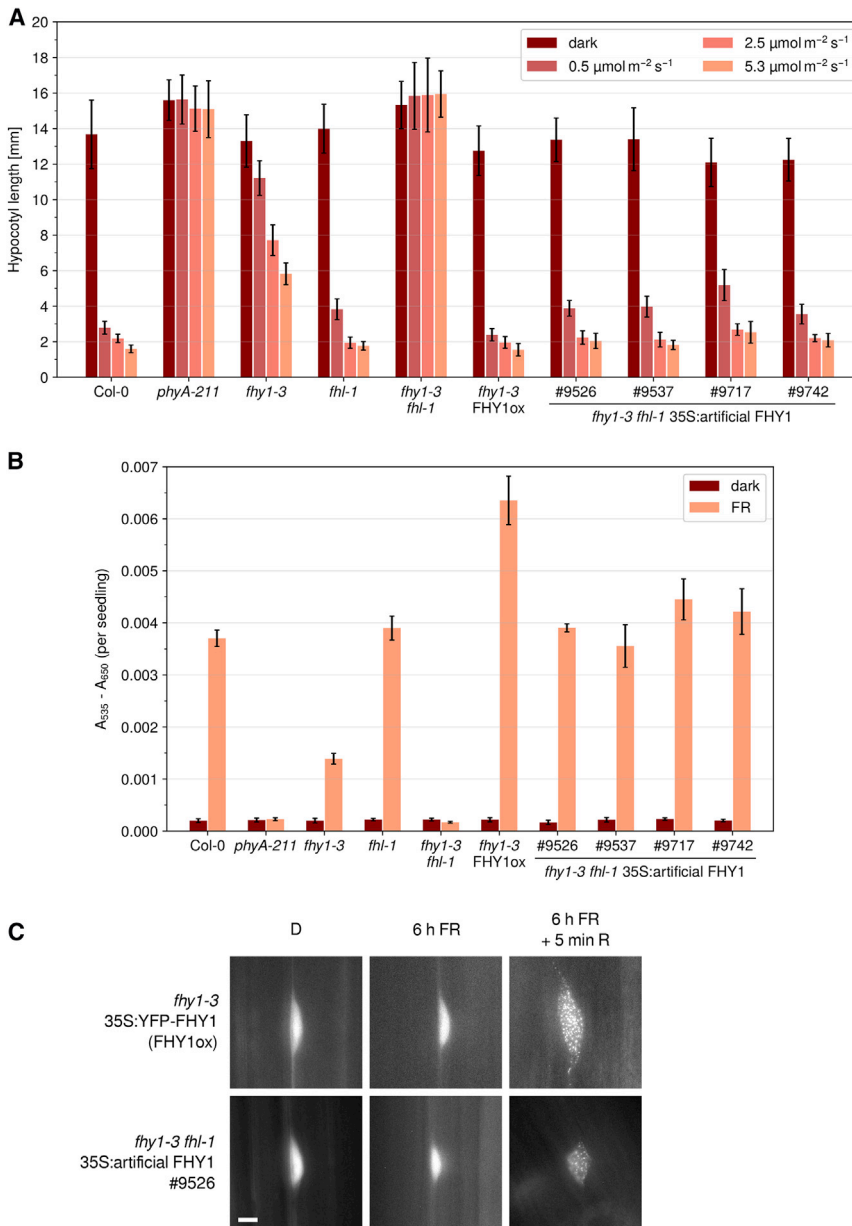 A
20
18
16
14
12
10
8
6
4
2
0
Hypocotyl length [mm]
dark
0.5 μmol m⁻² s⁻¹
2.5 μmol m⁻² s⁻¹
5.3 μmol m⁻² s⁻¹
Col-0 phyA-211 fhy1-3 fhl-1 fhy1-3 fhy1-3 #9526 #9537 #9717 #9742
fhl-1 FHY1ox fhy1-3 fhl-1 35S:artificial FHY1
B
0.007
0.006
0.005
0.004
0.003
0.002
0.001
0.000
A₅₃₅ - A₆₅₀ (per seedling)
dark
FR
Col-0 phyA-211 fhy1-3 fhl-1 fhy1-3 fhy1-3 #9526 #9537 #9717 #9742
fhl-1 FHY1ox fhy1-3 fhl-1 35S:artificial FHY1
C
D 6 h FR 6 h FR
+ 5 min R
fhy1-3
35S:YFP-FHY1
(FHY1ox)
fhy1-3 fhl-1
35S:artificial FHY1
#9526